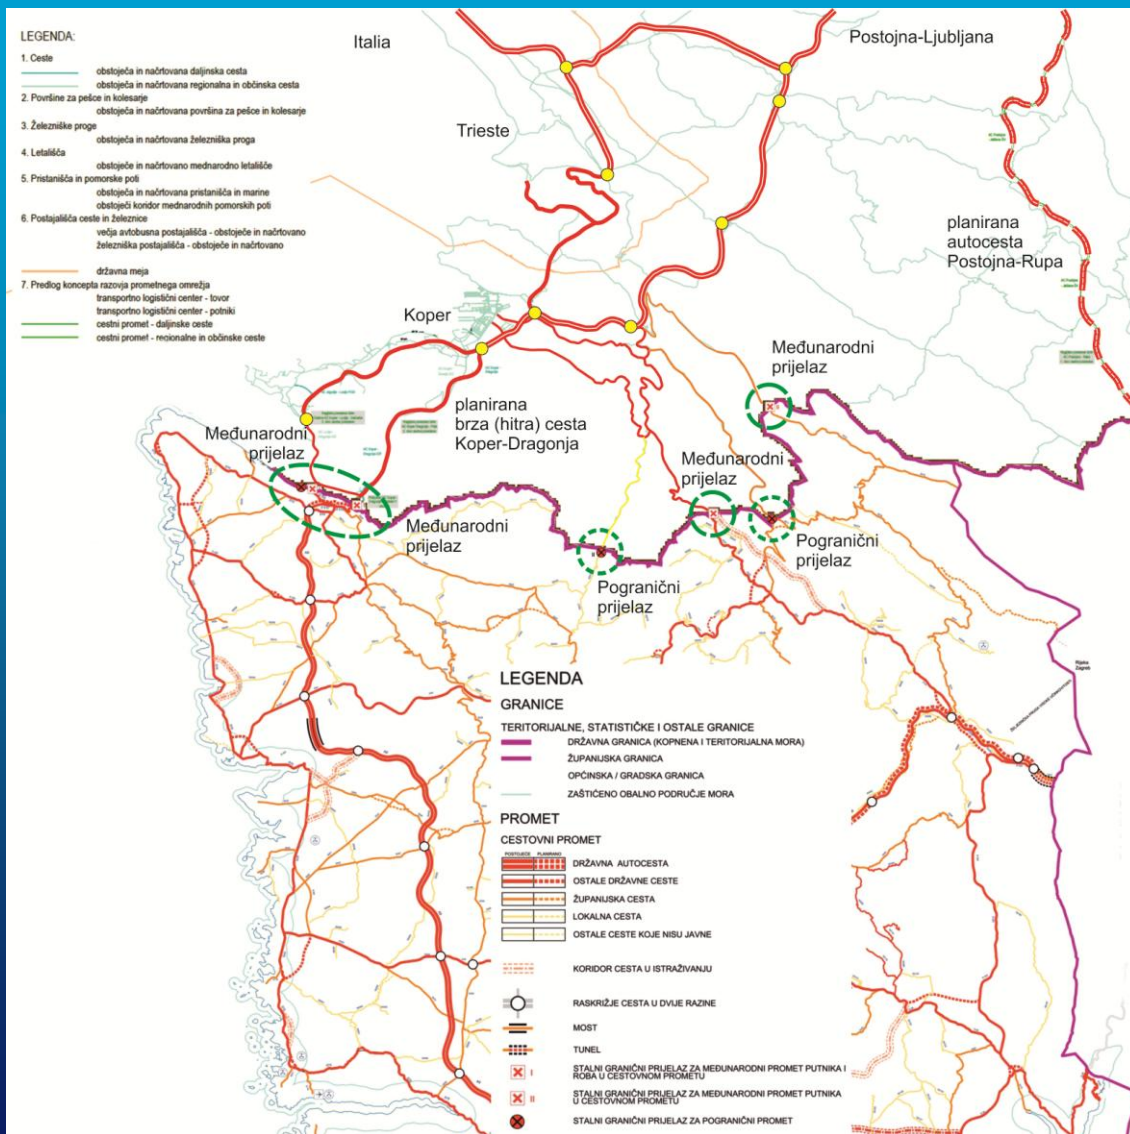 LEGENDA:
1. Ceste
obstoječa in načrtovana daljinska cesta
obstoječa in načrtovana regionalna in občinska cesta
2. Površine za pešce in kolesarje
obstoječa in načrtovana površina za pešce in kolesarje
3. Železniške proge
obstoječa in načrtovana železniška proga
4. Letališča
obstoječe in načrtovano mednarodno letališče
5. Pristanišča in pomorske poti
obstoječa in načrtovana pristanišča in marine
obstoječi koridor mednarodnih pomorskih poti
6. Postajališča ceste in železnice
večja avtobusna postajališča - obstoječe in načrtovano
železniška postajališča - obstoječe in načrtovano
državna meja
7. Predlog koncepta razovja prometnega omrežja
transportno logistični center - tovor
transportno logistični center - potniki
cestni promet - daljinske ceste
cestni promet - regionalne in občinske ceste
Italia
Postojna-Ljubljana
Trieste
planirana
autocesta
Postojna-Rupa
Koper
Međunarodni
prijelaz
planirana
brza (hitra) cesta
Koper-Dragonja
Međunarodni
prijelaz
Međunarodni
prijelaz
Međunarodni
prijelaz
Pogranični
prijelaz
Pogranični
prijelaz
Rijeka
Zagreb
LEGENDA
GRANICE
TERITORIJALNE, STATISTIČKE I OSTALE GRANICE
DRŽAVNA GRANICA (KOPNENA I TERITORIJALNA MORA)
ŽUPANIJSKA GRANICA
OPĆINSKA / GRADSKA GRANICA
ZAŠTIĆENO OBALNO PODRUČJE MORA
PROMET
CESTOVNI PROMET
POSTOJEĆE PLANIRANO
DRŽAVNA AUTOCESTA
OSTALE DRŽAVNE CESTE
ŽUPANIJSKA CESTA
LOKALNA CESTA
OSTALE CESTE KOJE NISU JAVNE
KORIDOR CESTA U ISTRAŽIVANJU
RASKRIŽJE CESTA U DVIJE RAZINE
MOST
TUNEL
I STALNI GRANIČNI PRIJELAZ ZA MEĐUNARODNI PROMET PUTNIKA I
ROBA U CESTOVNOM PROMETU
II STALNI GRANIČNI PRIJELAZ ZA MEĐUNARODNI PROMET PUTNIKA
U CESTOVNOM PROMETU
STALNI GRANIČNI PRIJELAZ ZA POGRANIČNI PROMET